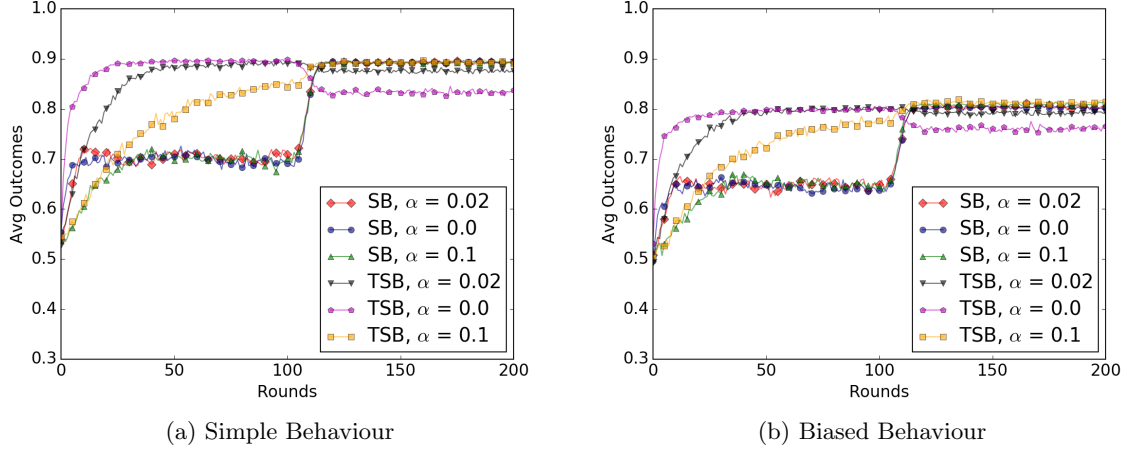 1.0
0.9
0.8
0.7
0.6
0.5
0.4
0.3
Avg Outcomes
0
50
100
150
200
Rounds
SB, α = 0.02
SB, α = 0.0
SB, α = 0.1
TSB, α = 0.02
TSB, α = 0.0
TSB, α = 0.1
(a) Simple Behaviour
1.0
0.9
0.8
0.7
0.6
0.5
0.4
0.3
Avg Outcomes
0
50
100
150
200
Rounds
SB, α = 0.02
SB, α = 0.0
SB, α = 0.1
TSB, α = 0.02
TSB, α = 0.0
TSB, α = 0.1
(b) Biased Behaviour